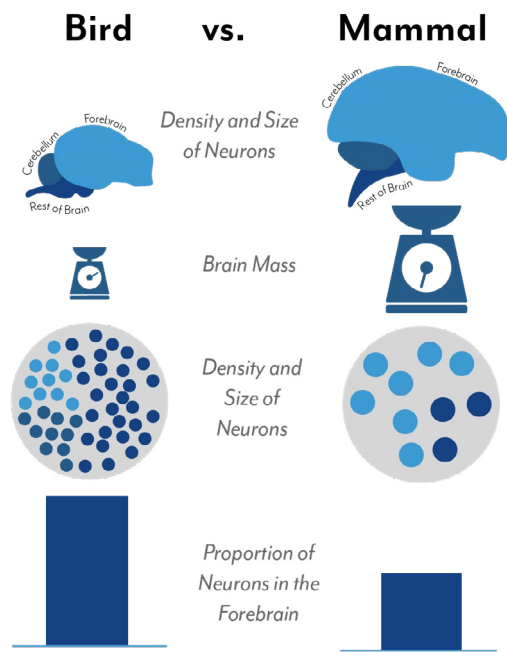 Bird vs. Mammal
Cerebellum
Forebrain
Rest of Brain
Density and Size
of Neurons
Cerebellum
Forebrain
Rest of Brain
Brain Mass
Density and
Size of
Neurons
Proportion of
Neurons in the
Forebrain